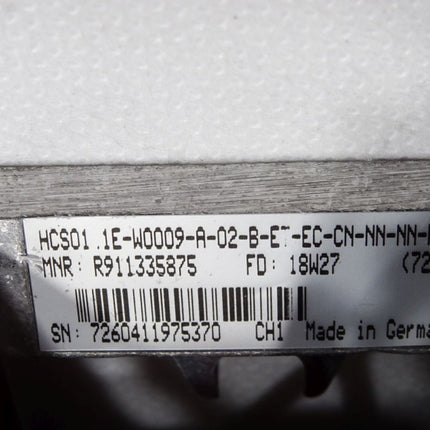 HCS01.1E-W0009-A-02-B-ET-EC-CN-NN-NN-
MNR: R911335875 FD: 18W27 (72
SN: 7260411975370 CH1 Made in Germa